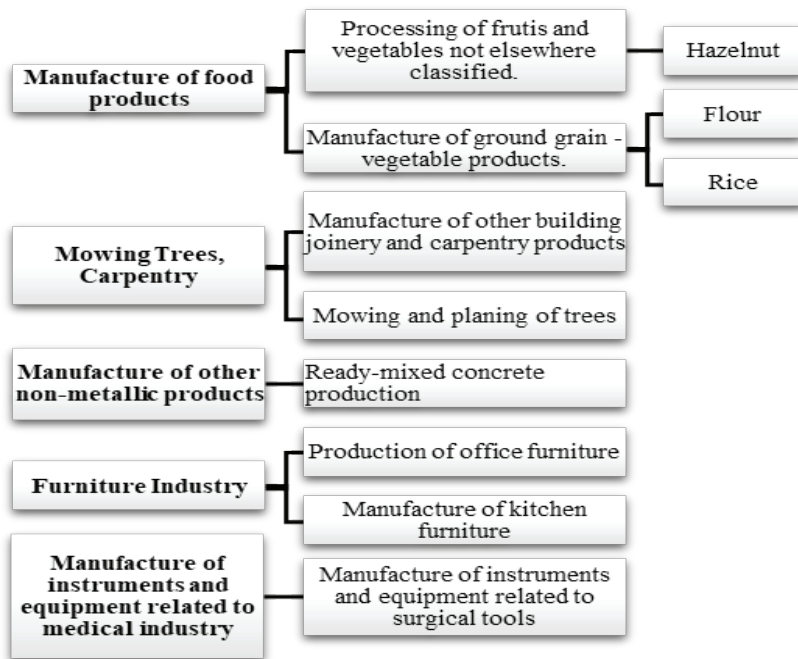 Manufacture of food
products
Processing of frutis and
vegetables not elsewhere
classified.
Hazelnut
Manufacture of ground grain -
vegetable products.
Flour
Rice
Mowing Trees,
Carpentry
Manufacture of other building
joinery and carpentry products
Mowing and planing of trees
Manufacture of other
non-metallic products
Ready-mixed concrete
production
Furniture Industry
Production of office furniture
Manufacture of kitchen
furniture
Manufacture of
instruments and
equipment related to
medical industry
Manufacture of instruments
and equipment related to
surgical tools